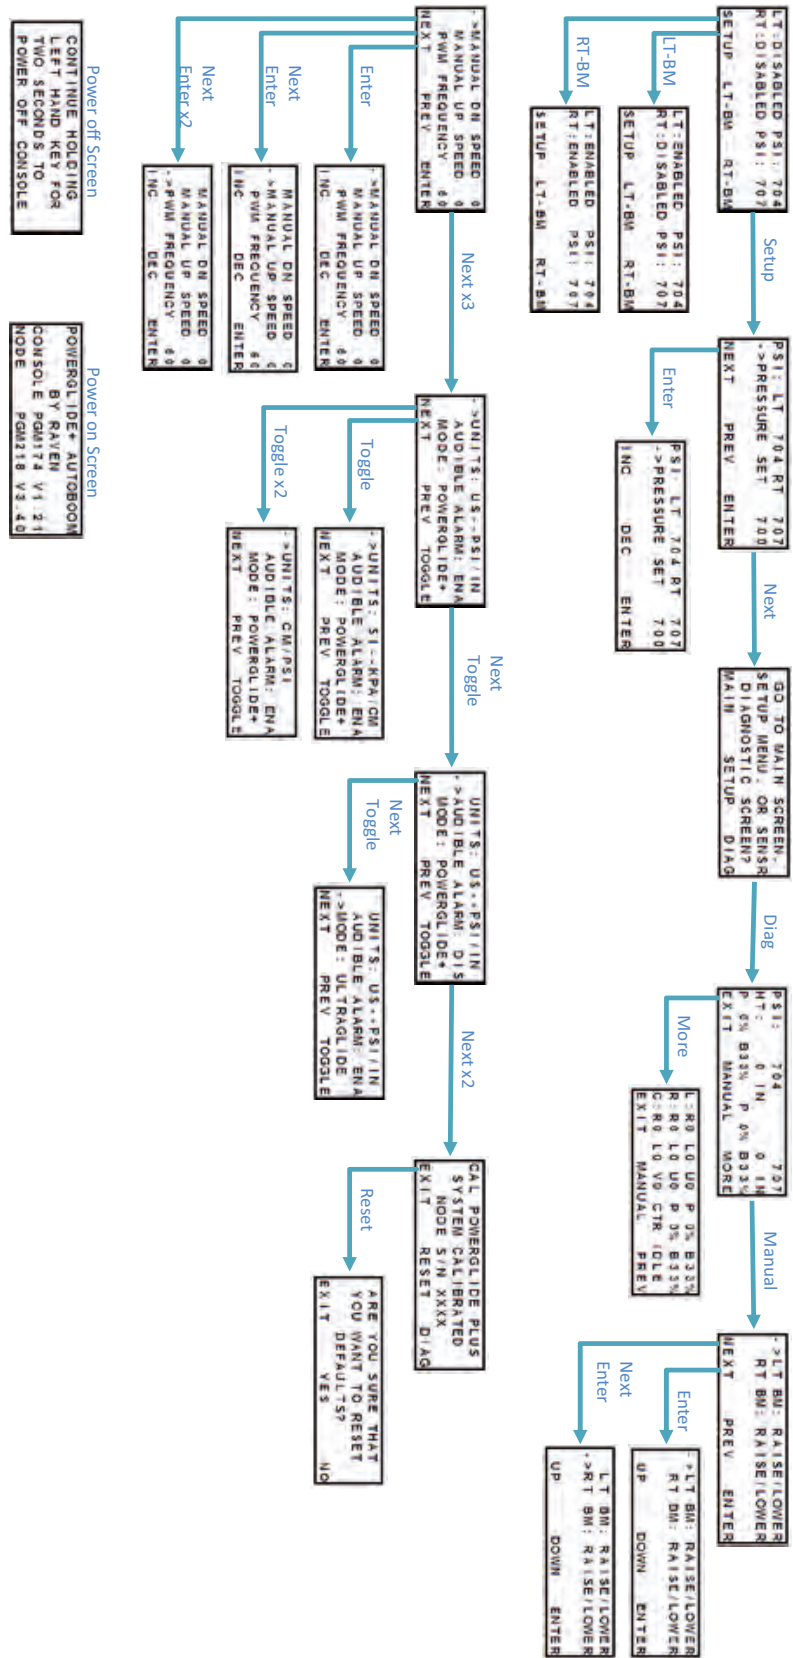 LT:DISABLED PSI: 704
RT:DISABLED PSI: 707
SETUP LT-BM RT-BM
LT-BM
LT:ENABLED PSI: 704
RT:DISABLED PSI: 707
SETUP LT-BM RT-BM
RT-BM
LT:ENABLED PSI: 704
RT:ENABLED PSI: 707
SETUP LT-BM RT-BM
Setup
PSI: LT 704 RT 707
->PRESSURE SET 700
NEXT PREV ENTER
Enter
PSI: LT 704 RT 707
->PRESSURE SET 700
INC DEC ENTER
Next
GO TO MAIN SCREEN-
SETUP MENU. OR SENSR
DIAGNOSTIC SCREEN?
MAIN SETUP DIAG
Diag
PSI: 704 707
HT: 0 IN 0 IN
P 0% B33% P 0% B33%
EXIT MANUAL MORE
More
L:R0 L0 U0 P 0% B33%
R:R0 L0 U0 P 0% B33%
C:R0 L0 V0 CTR IDLE
EXIT MANUAL PREV
Manual
->LT BM: RAISE/LOWER
RT BM: RAISE/LOWER
NEXT PREV ENTER
Enter
->LT BM: RAISE/LOWER
RT BM: RAISE/LOWER
UP DOWN ENTER
Next
Enter
LT BM: RAISE/LOWER
->RT BM: RAISE/LOWER
UP DOWN ENTER
->MANUAL DN SPEED 0
MANUAL UP SPEED 0
PWM FREQUENCY 60
NEXT PREV ENTER
Enter
->MANUAL DN SPEED 0
MANUAL UP SPEED 0
PWM FREQUENCY 60
INC DEC ENTER
Next
Enter
MANUAL DN SPEED 0
->MANUAL UP SPEED 0
PWM FREQUENCY 60
INC DEC ENTER
Next
Enter x2
MANUAL DN SPEED 0
MANUAL UP SPEED 0
->PWM FREQUENCY 60
INC DEC ENTER
Next x3
->UNITS: US--PSI/IN
AUDIBLE ALARM: ENA
MODE: POWERGLIDE+
NEXT PREV TOGGLE
Toggle
->UNITS: SI--KPA/CM
AUDIBLE ALARM: ENA
MODE: POWERGLIDE+
NEXT PREV TOGGLE
Toggle x2
->UNITS: CM/PSI
AUDIBLE ALARM: ENA
MODE: POWERGLIDE+
NEXT PREV TOGGLE
Next
Toggle
UNITS: US--PSI/IN
->AUDIBLE ALARM: DIS
MODE: POWERGLIDE+
NEXT PREV TOGGLE
Next
Toggle
UNITS: US--PSI/IN
AUDIBLE ALARM: ENA
->MODE: ULTRAGLIDE
NEXT PREV TOGGLE
Next x2
CAL POWERGLIDE PLUS
SYSTEM CALIBRATED
NODE S/N XXXX
EXIT RESET DIAG
Reset
ARE YOU SURE THAT
YOU WANT TO RESET
DEFAULTS?
EXIT YES NO
Power off Screen
CONTINUE HOLDING
LEFT HAND KEY FOR
TWO SECONDS TO
POWER OFF CONSOLE
Power on Screen
POWERGLIDE+ AUTOBOOM
BY RAVEN
CONSOLE PGM174 V1.21
NODE PGM218 V3.40